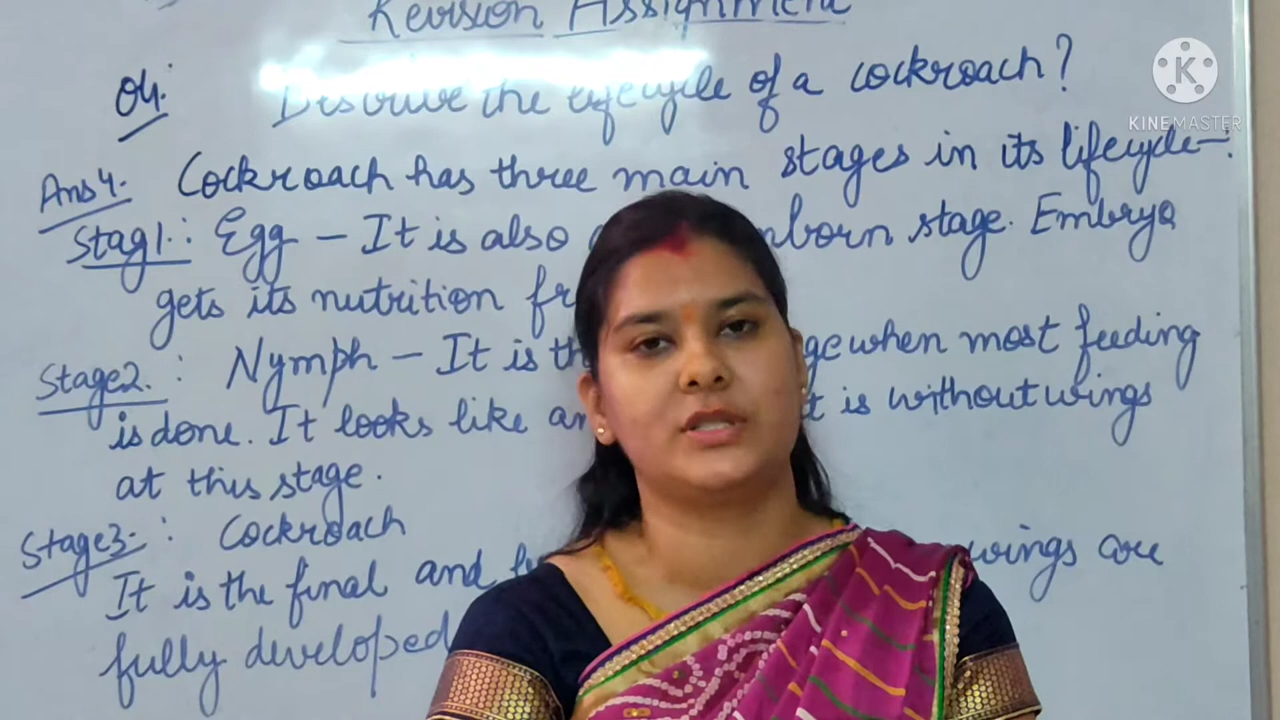 Revision Assignment
Q4: Describe the lifecycle of a cockroach?
Ans4. Cockroach has three main stages in its lifecycle-:
Stag1.: Egg - It is also stage. Embryo
gets its nutrition
Stage2. : Nymph - It is when most feeding
is done. It looks like is without wings
at this stage.
Stage3. : Cockroach
It is the final and wings are
fully developed
K
KINEMASTER